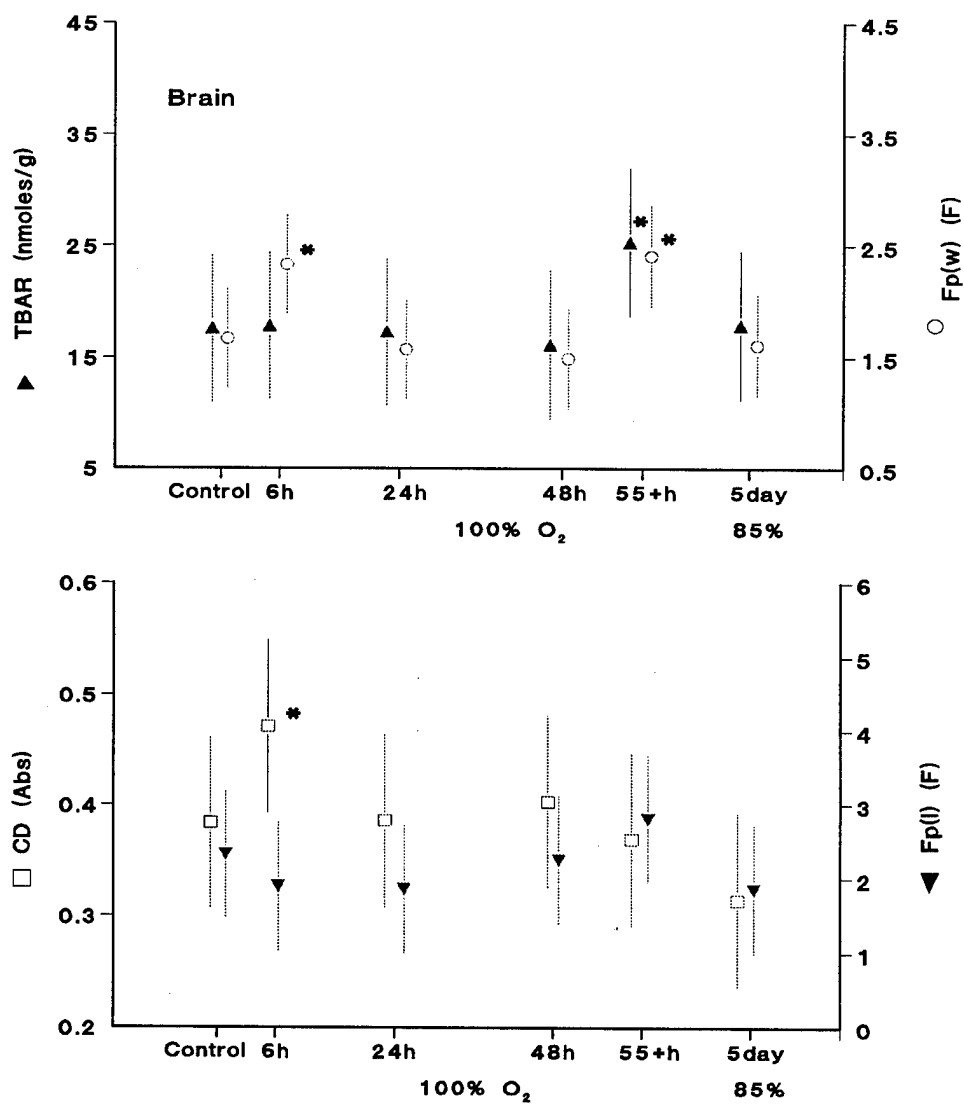 45
35
25
15
5
▲ TBAR (nmoles/g)
Brain
*
*
*
4.5
3.5
2.5
1.5
0.5
○ Fp(w) (F)
Control 6h 24h 48h 55+h 5day
100% O₂ 85%
0.6
0.5
0.4
0.3
0.2
□ CD (Abs)
*
6
5
4
3
2
1
0
▼ Fp(l) (F)
Control 6h 24h 48h 55+h 5day
100% O₂ 85%